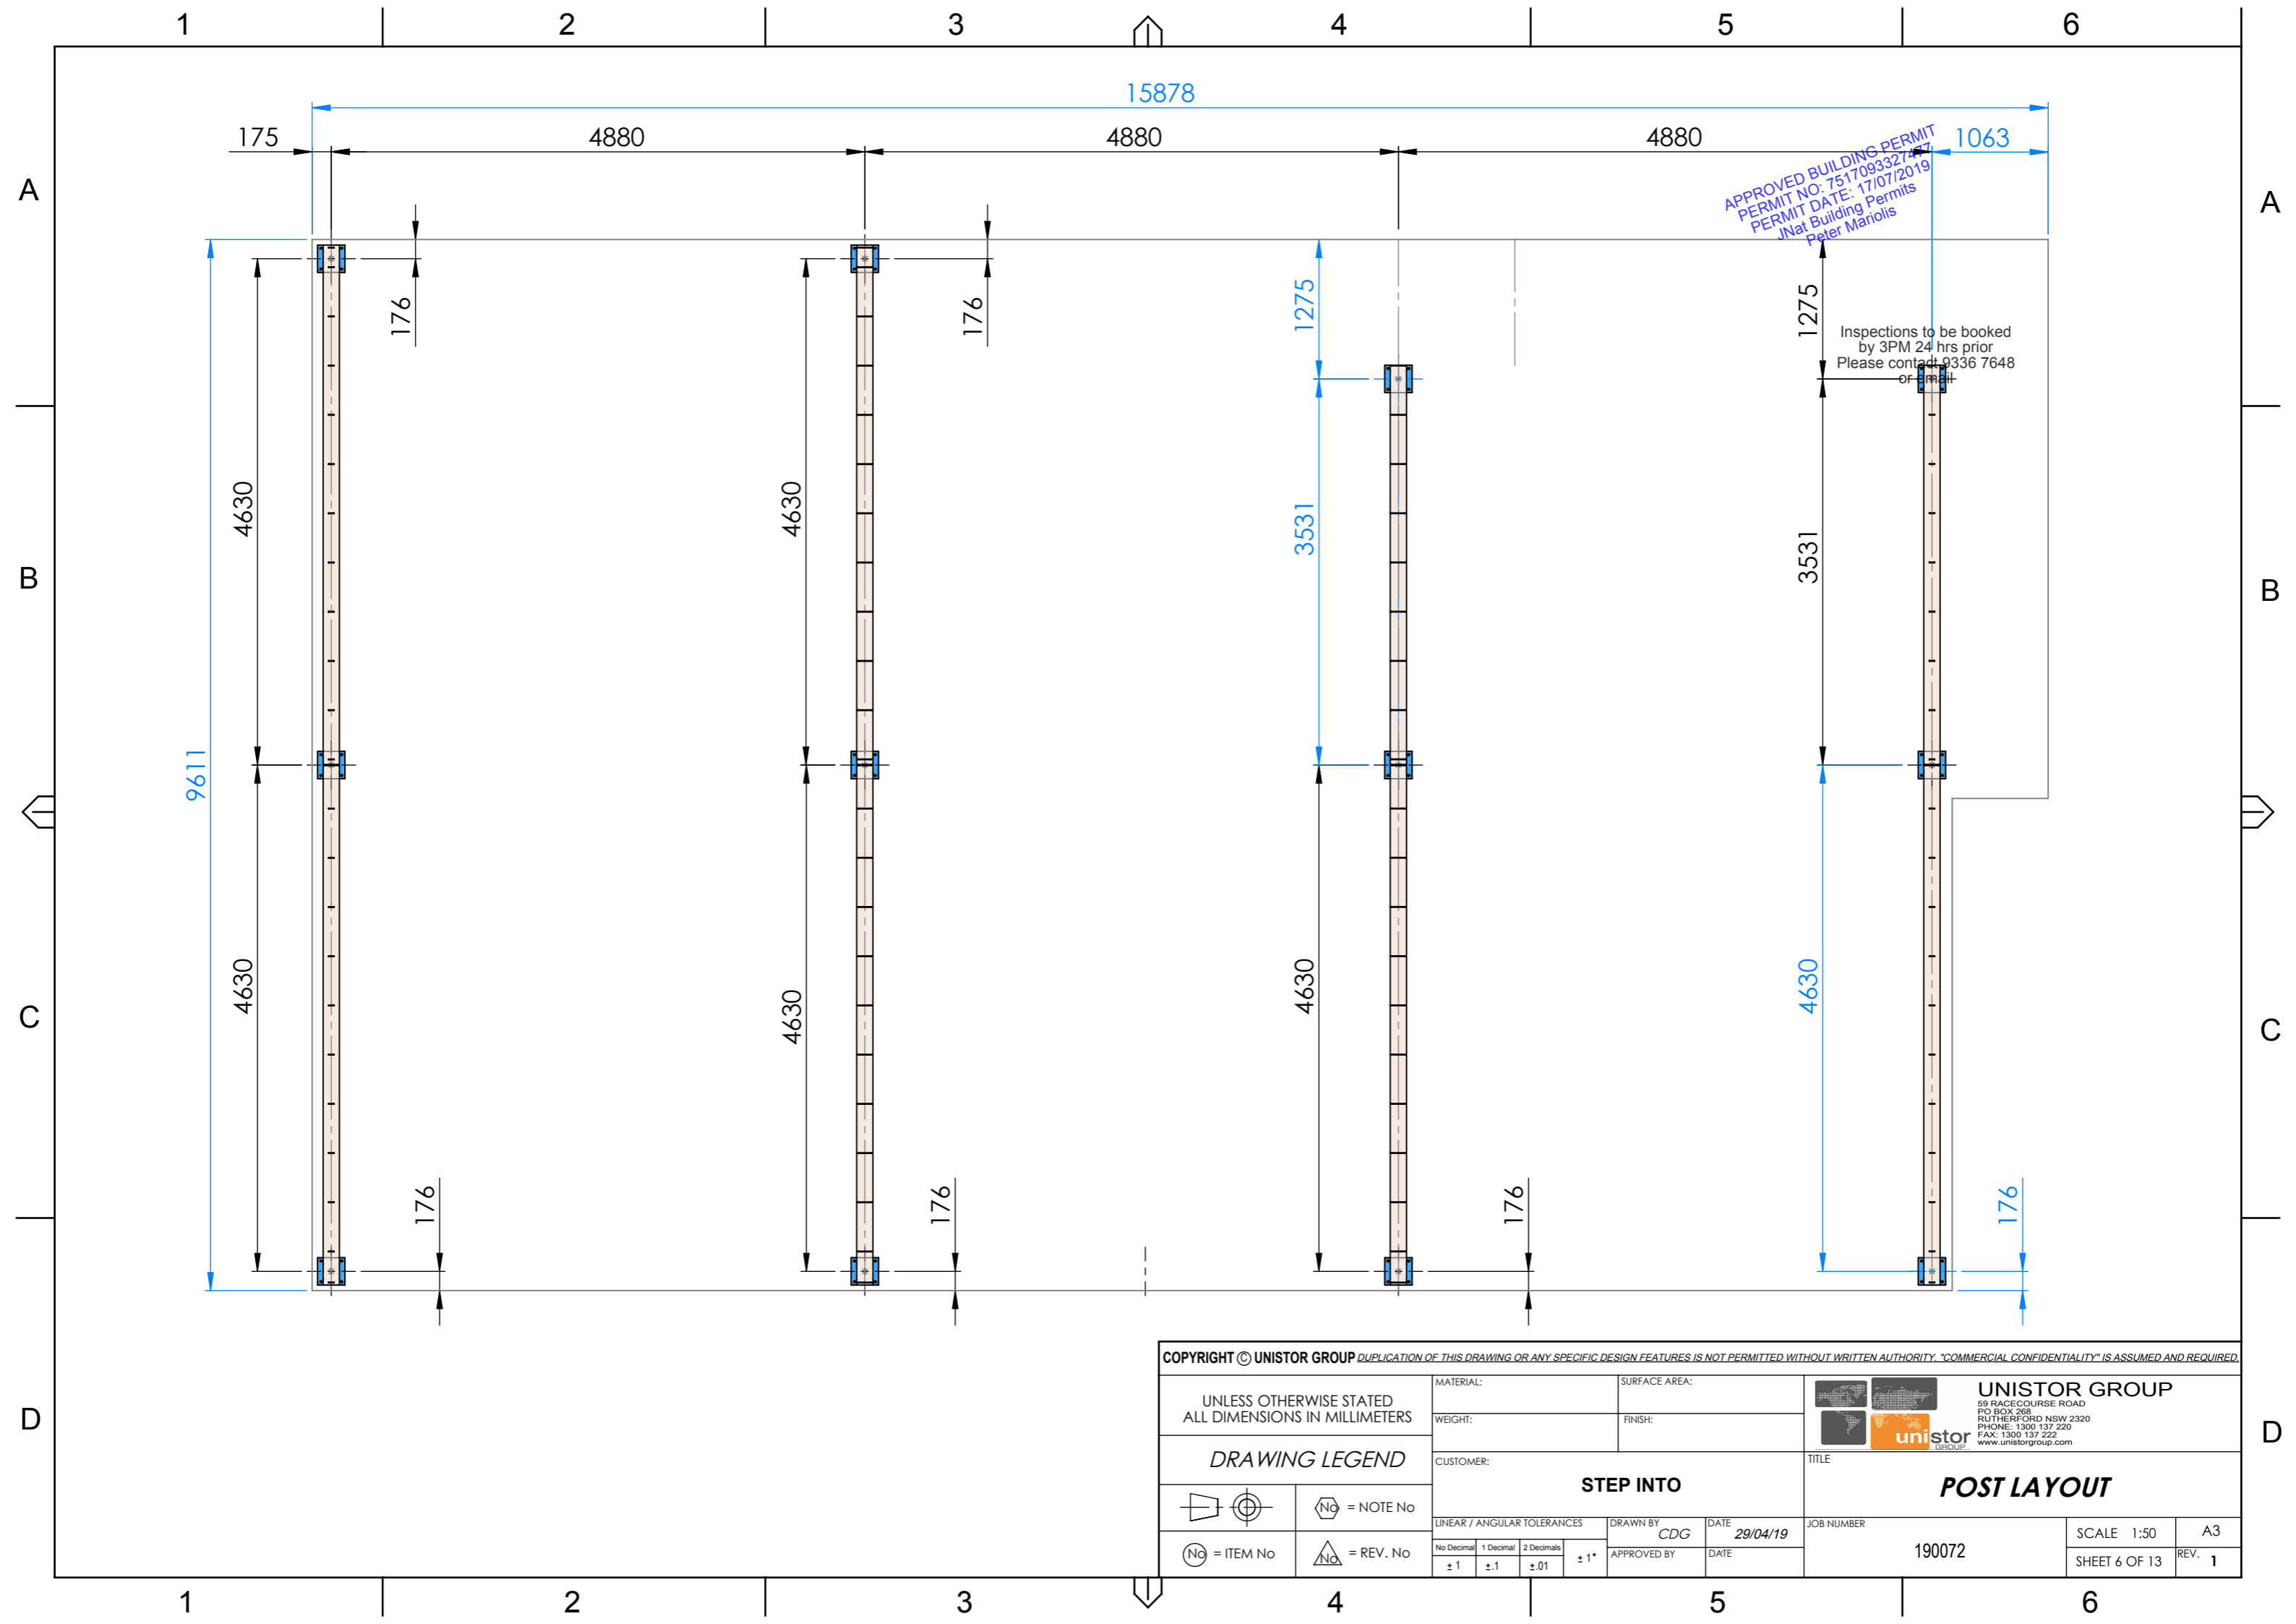 1 2 3 4 5 6
15878
175 4880 4880 4880 1063
APPROVED BUILDING PERMIT
PERMIT NO: 7517093327477
PERMIT DATE: 17/07/2019
JNat Building Permits
Peter Mariolis
A A
176 176 1275 1275
Inspections to be booked
by 3PM 24 hrs prior
Please contact 9336 7648
or email
4630 4630 3531 3531
B B
9611
4630 4630 4630 4630
C C
176 176 176 176
COPYRIGHT © UNISTOR GROUP DUPLICATION OF THIS DRAWING OR ANY SPECIFIC DESIGN FEATURES IS NOT PERMITTED WITHOUT WRITTEN AUTHORITY. "COMMERCIAL CONFIDENTIALITY" IS ASSUMED AND REQUIRED.
UNLESS OTHERWISE STATED
ALL DIMENSIONS IN MILLIMETERS
MATERIAL:
SURFACE AREA:
WEIGHT:
FINISH:
unistor
GROUP
UNISTOR GROUP
59 RACECOURSE ROAD
PO BOX 268
RUTHERFORD NSW 2320
PHONE: 1300 137 220
FAX: 1300 137 222
www.unistorgroup.com
D D
DRAWING LEGEND
CUSTOMER:
STEP INTO
TITLE
POST LAYOUT
No = NOTE No
No = ITEM No
No = REV. No
LINEAR / ANGULAR TOLERANCES
No Decimal 1 Decimal 2 Decimals
± 1 ±.1 ±.01 ± 1°
DRAWN BY CDG
DATE 29/04/19
APPROVED BY
DATE
JOB NUMBER
190072
SCALE 1:50
A3
SHEET 6 OF 13
REV. 1
1 2 3 4 5 6